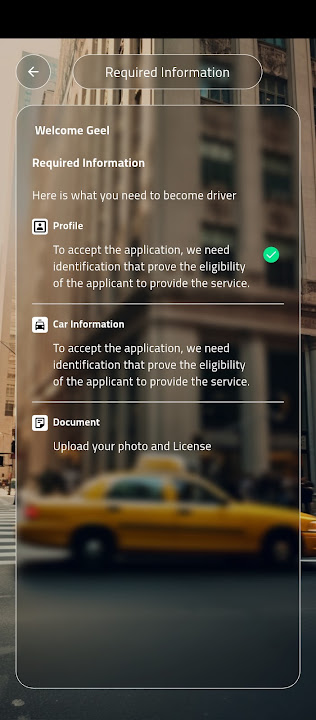 Required Information
Welcome Geel
Required Information
Here is what you need to become driver
Profile
To accept the application, we need
identification that prove the eligibility
of the applicant to provide the service.
Car Information
To accept the application, we need
identification that prove the eligibility
of the applicant to provide the service.
Document
Upload your photo and License